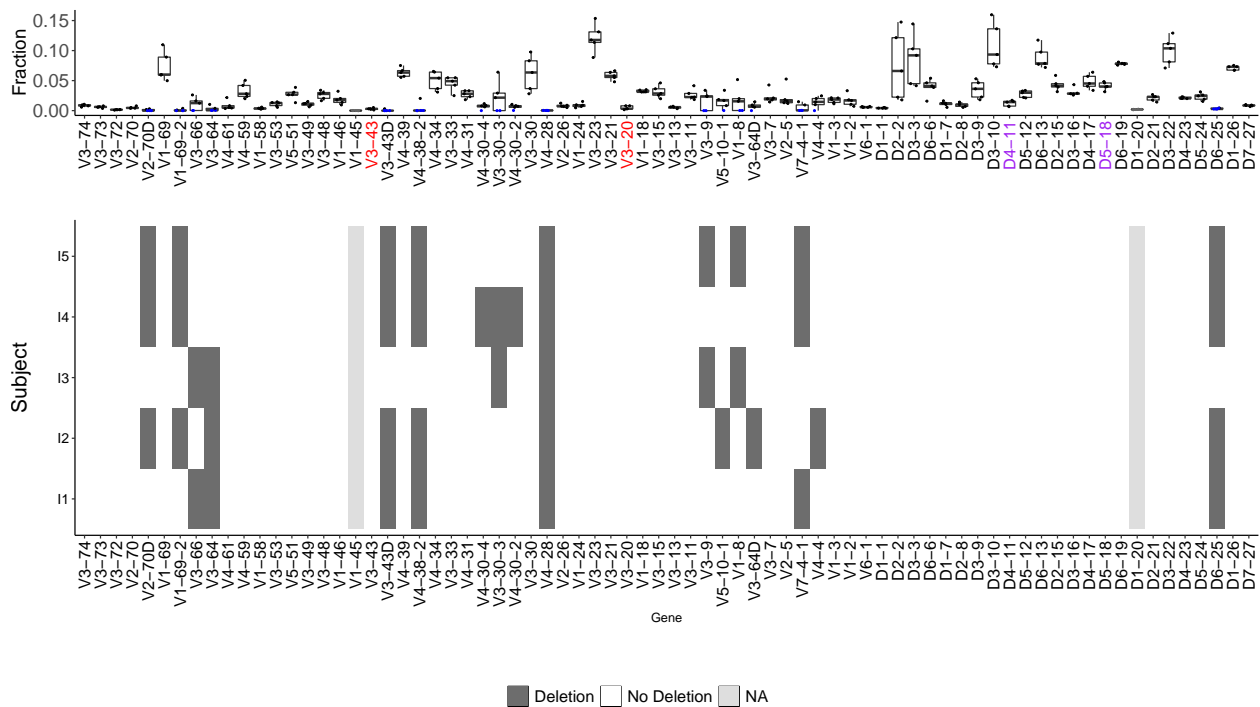 Fraction
0.15
0.10
0.05
0.00
V3−74 V3−73 V3−72 V2−70 V2−70D V1−69 V1−69−2 V3−66 V3−64 V4−61 V4−59 V1−58 V3−53 V5−51 V3−49 V3−48 V1−46 V1−45 V3−43 V3−43D V4−39 V4−38−2 V4−34 V3−33 V4−31 V4−30−4 V3−30−3 V4−30−2 V3−30 V4−28 V2−26 V1−24 V3−23 V3−21 V3−20 V1−18 V3−15 V3−13 V3−11 V3−9 V5−10−1 V1−8 V3−64D V3−7 V2−5 V7−4−1 V4−4 V1−3 V1−2 V6−1 D1−1 D2−2 D3−3 D6−6 D1−7 D2−8 D3−9 D3−10 D4−11 D5−12 D6−13 D2−15 D3−16 D4−17 D5−18 D6−19 D1−20 D2−21 D3−22 D4−23 D5−24 D6−25 D1−26 D7−27
Subject
I5
I4
I3
I2
I1
V3−74 V3−73 V3−72 V2−70 V2−70D V1−69 V1−69−2 V3−66 V3−64 V4−61 V4−59 V1−58 V3−53 V5−51 V3−49 V3−48 V1−46 V1−45 V3−43 V3−43D V4−39 V4−38−2 V4−34 V3−33 V4−31 V4−30−4 V3−30−3 V4−30−2 V3−30 V4−28 V2−26 V1−24 V3−23 V3−21 V3−20 V1−18 V3−15 V3−13 V3−11 V3−9 V5−10−1 V1−8 V3−64D V3−7 V2−5 V7−4−1 V4−4 V1−3 V1−2 V6−1 D1−1 D2−2 D3−3 D6−6 D1−7 D2−8 D3−9 D3−10 D4−11 D5−12 D6−13 D2−15 D3−16 D4−17 D5−18 D6−19 D1−20 D2−21 D3−22 D4−23 D5−24 D6−25 D1−26 D7−27
Gene
Deletion No Deletion NA